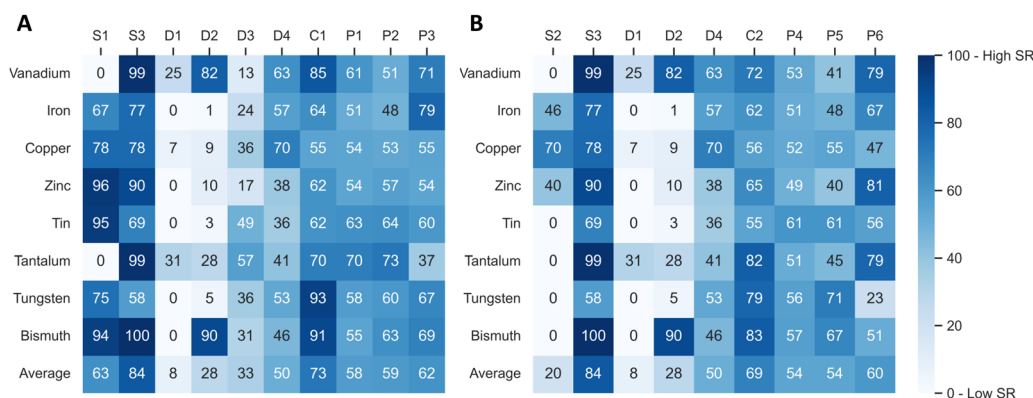 A
S1 S3 D1 D2 D3 D4 C1 P1 P2 P3
Vanadium 0 99 25 82 13 63 85 61 51 71
Iron 67 77 0 1 24 57 64 51 48 79
Copper 78 78 7 9 36 70 55 54 53 55
Zinc 96 90 0 10 17 38 62 54 57 54
Tin 95 69 0 3 49 36 62 63 64 60
Tantalum 0 99 31 28 57 41 70 70 73 37
Tungsten 75 58 0 5 36 53 93 58 60 67
Bismuth 94 100 0 90 31 46 91 55 63 69
Average 63 84 8 28 33 50 73 58 59 62
B
S2 S3 D1 D2 D4 C2 P4 P5 P6
Vanadium 0 99 25 82 63 72 53 41 79
Iron 46 77 0 1 57 62 51 48 67
Copper 70 78 7 9 70 56 52 55 47
Zinc 40 90 0 10 38 65 49 40 81
Tin 0 69 0 3 36 55 61 61 56
Tantalum 0 99 31 28 41 82 51 45 79
Tungsten 0 58 0 5 53 79 56 71 23
Bismuth 0 100 0 90 46 83 57 67 51
Average 20 84 8 28 50 69 54 54 60
100 - High SR
80
60
40
20
0 - Low SR